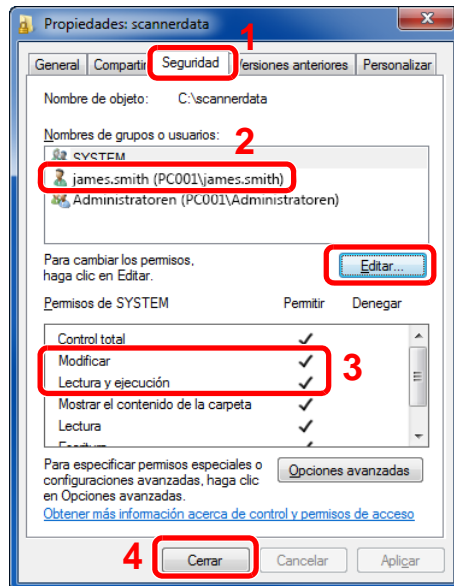 Propiedades: scannerdata
1
General Compartir Seguridad Versiones anteriores Personalizar
Nombre de objeto: C:\scannerdata
Nombres de grupos o usuarios:
2
SYSTEM
james.smith (PC001\james.smith)
Administratoren (PC001\Administratoren)
Para cambiar los permisos,
haga clic en Editar.
Editar...
Permisos de SYSTEM Permitir Denegar
Control total
Modificar
3
Lectura y ejecución
Mostrar el contenido de la carpeta
Lectura
Escritura
Para especificar permisos especiales o
configuraciones avanzadas, haga clic
en Opciones avanzadas.
Opciones avanzadas
Obtener más información acerca de control y permisos de acceso
4
Cerrar Cancelar Aplicar